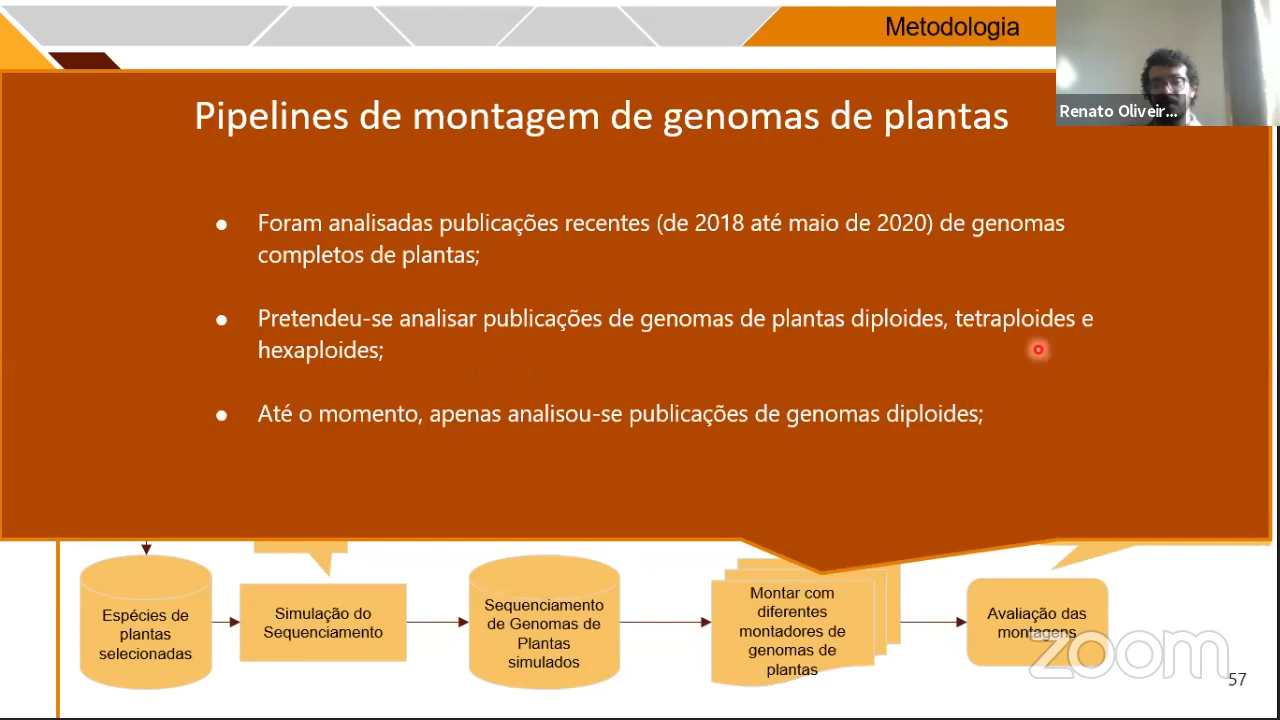 Metodologia
Renato Oliveir...
Pipelines de montagem de genomas de plantas
● Foram analisadas publicações recentes (de 2018 até maio de 2020) de genomas
completos de plantas;
● Pretendeu-se analisar publicações de genomas de plantas diploides, tetraploides e
hexaploides;
● Até o momento, apenas analisou-se publicações de genomas diploides;
Espécies de
plantas
selecionadas
Simulação do
Sequenciamento
Sequenciamento
de Genomas de
Plantas
simulados
Montar com
diferentes
montadores de
genomas de
plantas
Avaliação das
montagens
zoom
57